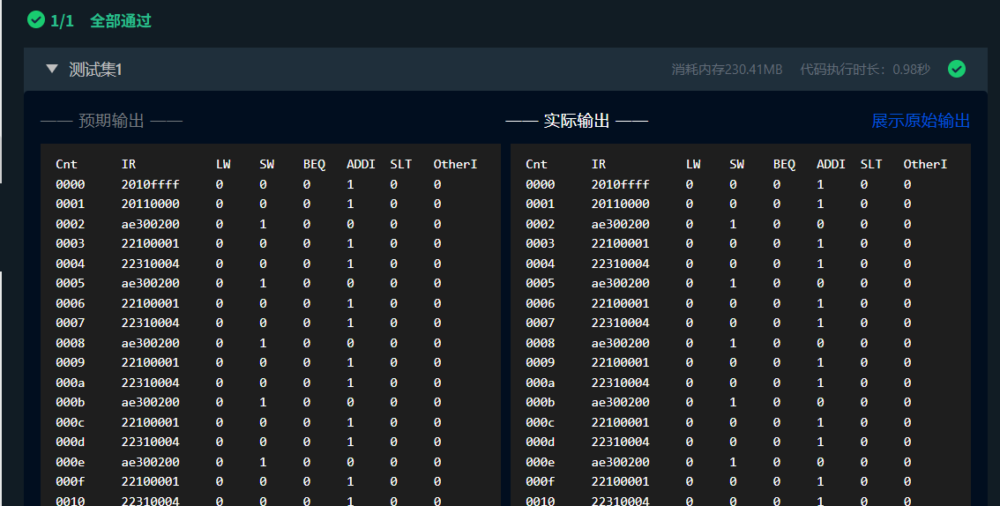 1/1 全部通过
测试集1 消耗内存230.41MB 代码执行时长：0.98秒
—— 预期输出 —— —— 实际输出 —— 展示原始输出
Cnt IR LW SW BEQ ADDI SLT OtherI Cnt IR LW SW BEQ ADDI SLT OtherI
0000 2010ffff 0 0 0 1 0 0 0000 2010ffff 0 0 0 1 0 0
0001 20110000 0 0 0 1 0 0 0001 20110000 0 0 0 1 0 0
0002 ae300200 0 1 0 0 0 0 0002 ae300200 0 1 0 0 0 0
0003 22100001 0 0 0 1 0 0 0003 22100001 0 0 0 1 0 0
0004 22310004 0 0 0 1 0 0 0004 22310004 0 0 0 1 0 0
0005 ae300200 0 1 0 0 0 0 0005 ae300200 0 1 0 0 0 0
0006 22100001 0 0 0 1 0 0 0006 22100001 0 0 0 1 0 0
0007 22310004 0 0 0 1 0 0 0007 22310004 0 0 0 1 0 0
0008 ae300200 0 1 0 0 0 0 0008 ae300200 0 1 0 0 0 0
0009 22100001 0 0 0 1 0 0 0009 22100001 0 0 0 1 0 0
000a 22310004 0 0 0 1 0 0 000a 22310004 0 0 0 1 0 0
000b ae300200 0 1 0 0 0 0 000b ae300200 0 1 0 0 0 0
000c 22100001 0 0 0 1 0 0 000c 22100001 0 0 0 1 0 0
000d 22310004 0 0 0 1 0 0 000d 22310004 0 0 0 1 0 0
000e ae300200 0 1 0 0 0 0 000e ae300200 0 1 0 0 0 0
000f 22100001 0 0 0 1 0 0 000f 22100001 0 0 0 1 0 0
0010 22310004 0 0 0 1 0 0 0010 22310004 0 0 0 1 0 0